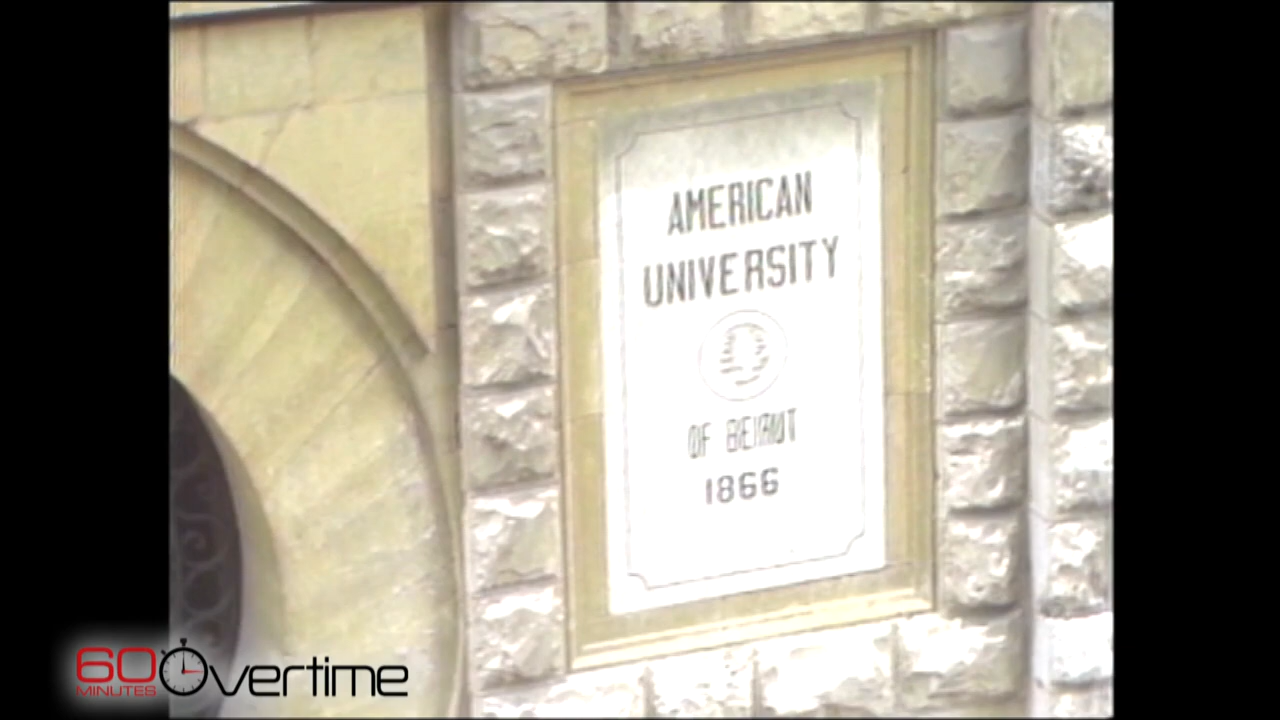 AMERICAN
UNIVERSITY
OF BEIRUT
1866
60 Overtime
MINUTES